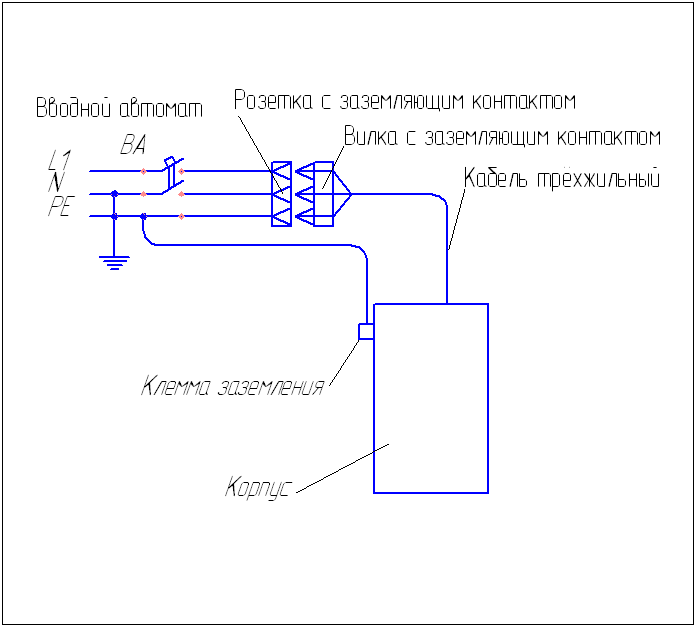 Розетка с заземляющим контактом
Вводной автомат
Вилка с заземляющим контактом
ВА
L1
N
PE
Кабель трёхжильный
Клемма заземления
Корпус